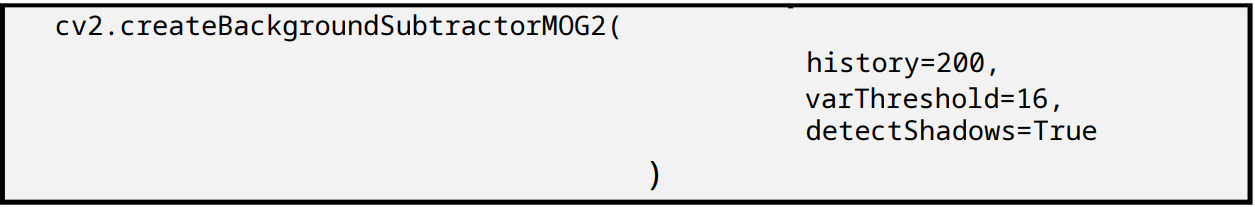 cv2.createBackgroundSubtractorMOG2(
history=200,
varThreshold=16,
detectShadows=True
)